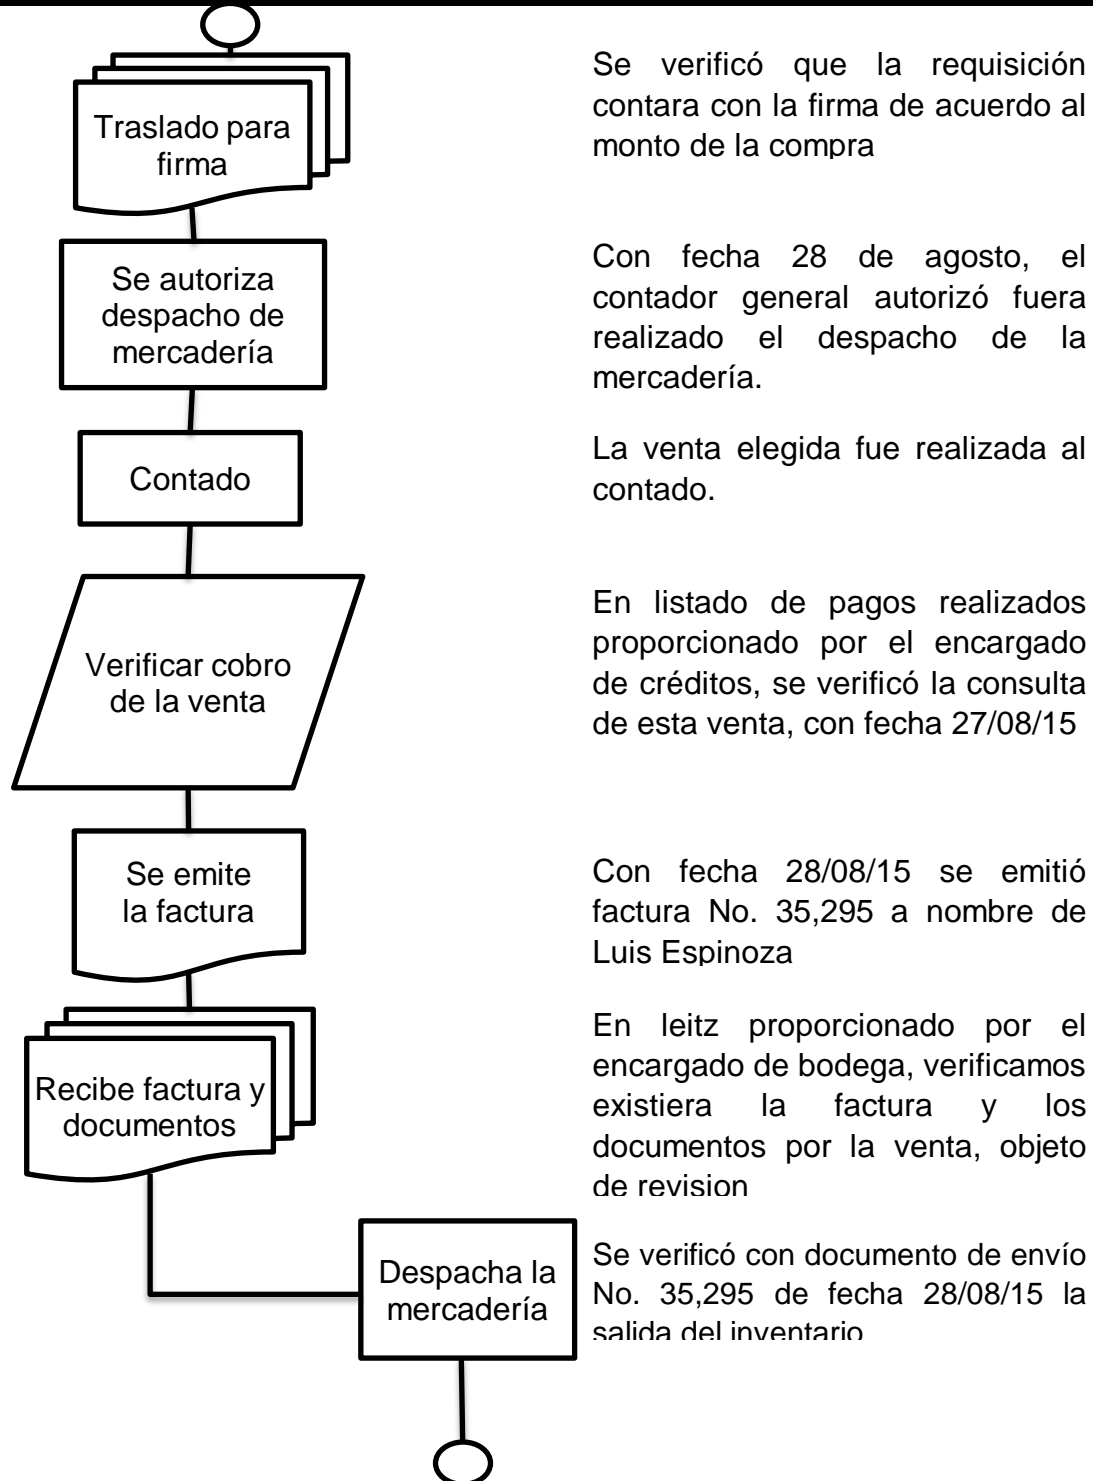 Traslado para
firma
Se verificó que la requisición
contara con la firma de acuerdo al
monto de la compra
Se autoriza
despacho de
mercadería
Con fecha 28 de agosto, el
contador general autorizó fuera
realizado el despacho de la
mercadería.
Contado
La venta elegida fue realizada al
contado.
Verificar cobro
de la venta
En listado de pagos realizados
proporcionado por el encargado
de créditos, se verificó la consulta
de esta venta, con fecha 27/08/15
Se emite
la factura
Con fecha 28/08/15 se emitió
factura No. 35,295 a nombre de
Luis Espinoza
Recibe factura y
documentos
En leitz proporcionado por el
encargado de bodega, verificamos
existiera la factura y los
documentos por la venta, objeto
de revision
Despacha la
mercadería
Se verificó con documento de envío
No. 35,295 de fecha 28/08/15 la
salida del inventario